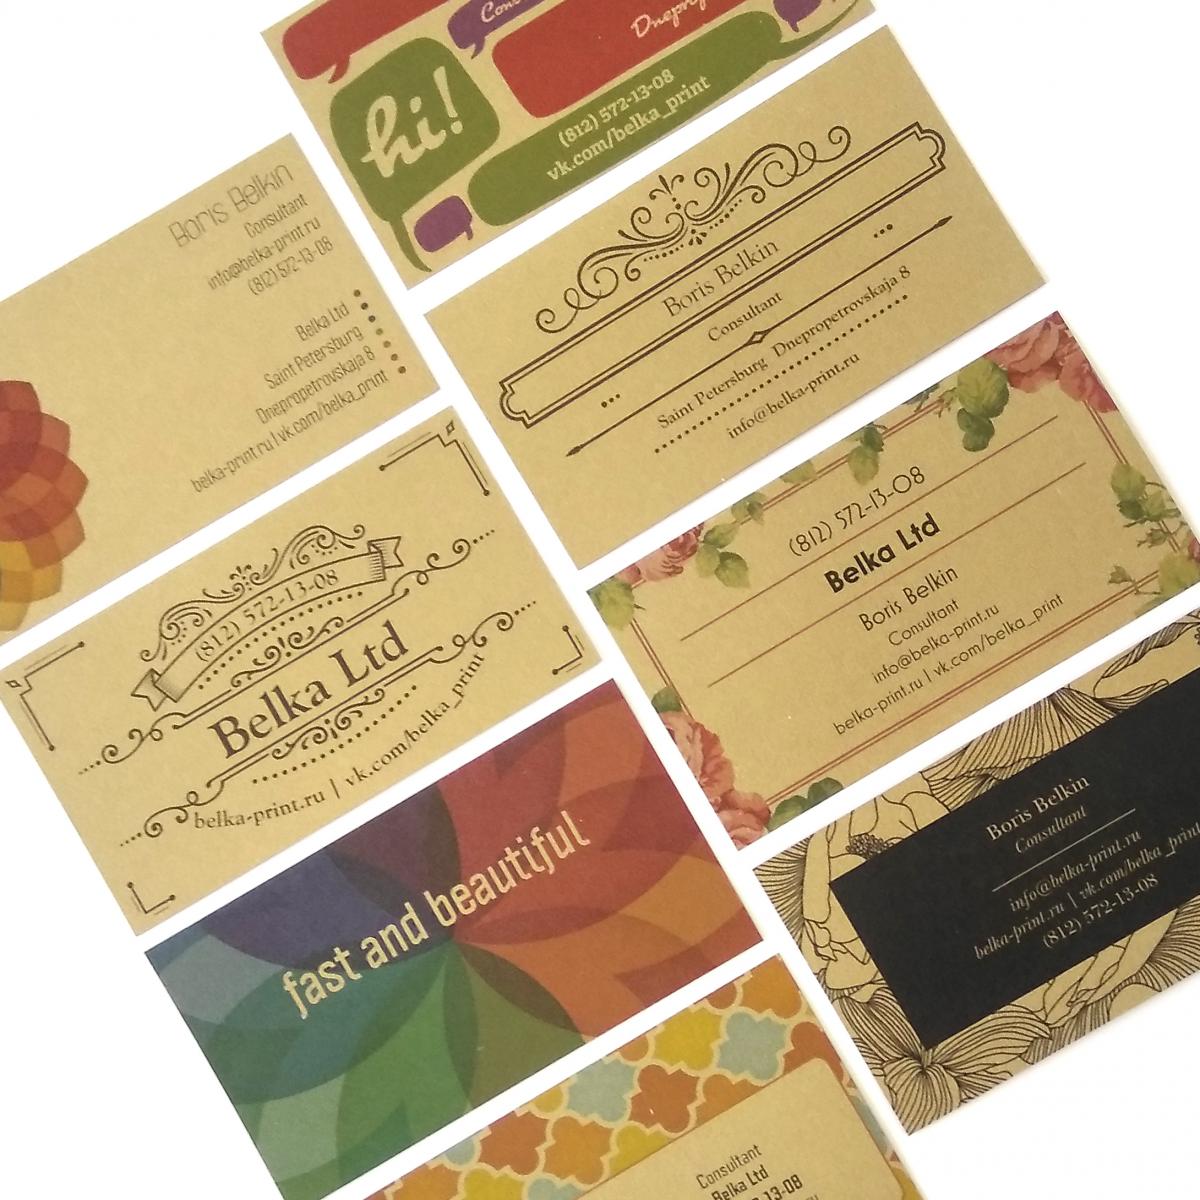 Dnepropetrovskaja 8
hi!
(812) 572-13-08
vk.com/belka_print
Boris Belkin
Consultant
info@belka-print.ru
(812) 572-13-08
Belka Ltd
Saint Petersburg
Dnepropetrovskaja 8
belka-print.ru | vk.com/belka_print
Boris Belkin
Consultant
Saint Petersburg Dnepropetrovskaja 8
info@belka-print.ru
(812) 572-13-08
Belka Ltd
belka-print.ru | vk.com/belka_print
(812) 572-13-08
Belka Ltd
Boris Belkin
Consultant
info@belka-print.ru
belka-print.ru | vk.com/belka_print
fast and beautiful
Boris Belkin
Consultant
info@belka-print.ru
belka-print.ru | vk.com/belka_print
(812) 572-13-08
Consultant
Belka Ltd
13-08